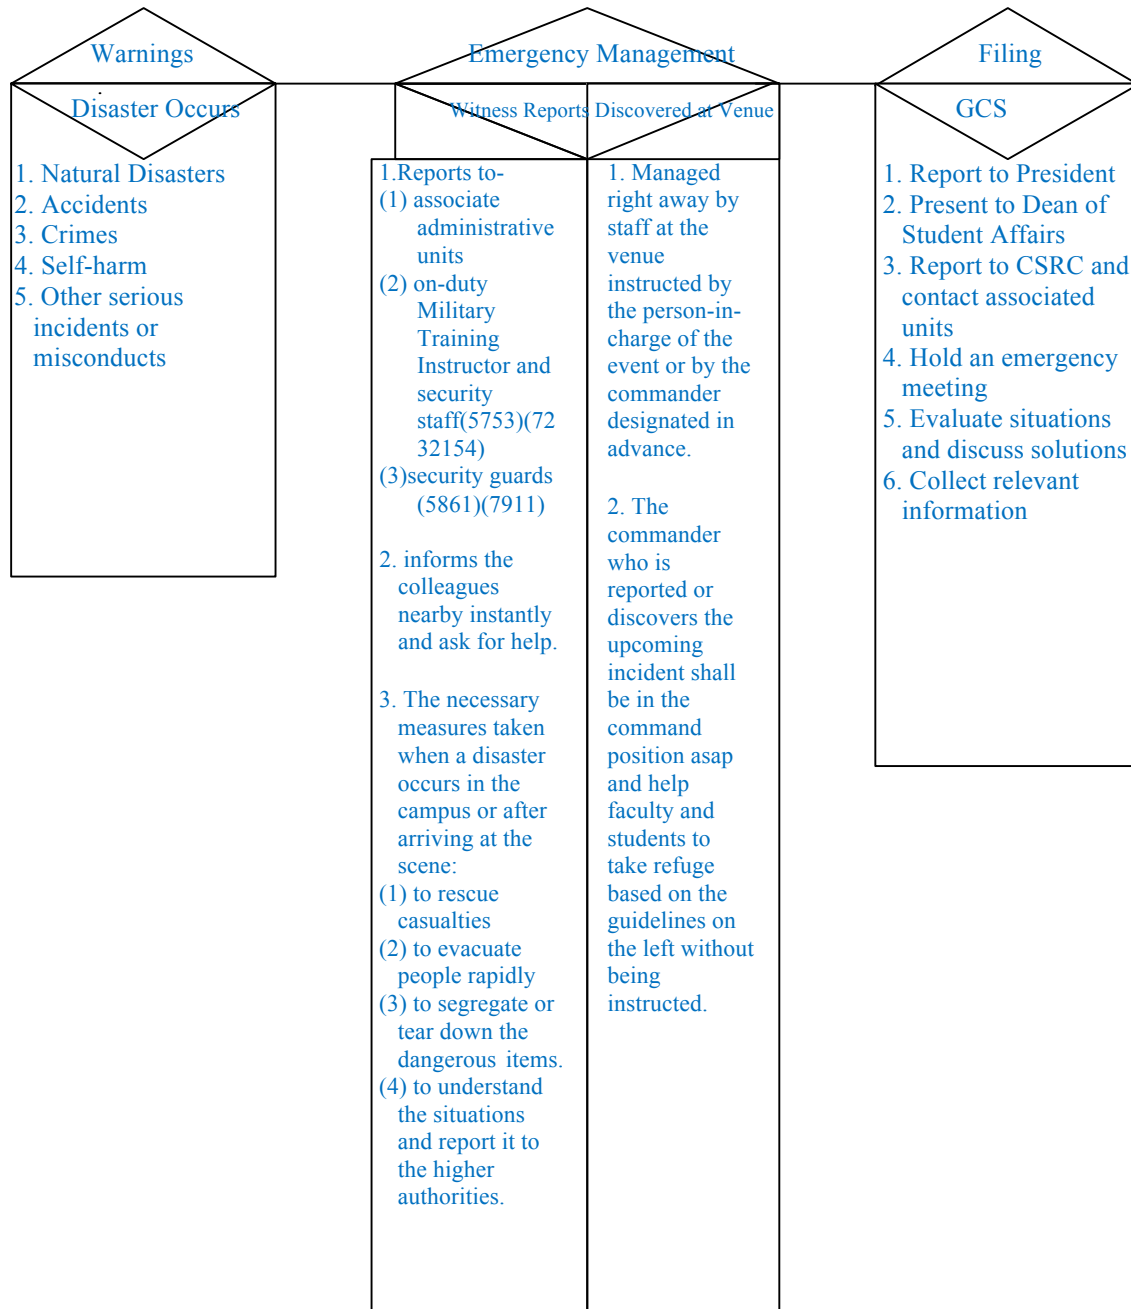 Warnings
Disaster Occurs
1. Natural Disasters
2. Accidents
3. Crimes
4. Self-harm
5. Other serious
incidents or
misconducts
Emergency Management
Witness Reports
1.Reports to-
(1) associate
administrative
units
(2) on-duty
Military
Training
Instructor and
security
staff(5753)(72
32154)
(3)security guards
(5861)(7911)
2. informs the
colleagues
nearby instantly
and ask for help.
3. The necessary
measures taken
when a disaster
occurs in the
campus or after
arriving at the
scene:
(1) to rescue
casualties
(2) to evacuate
people rapidly
(3) to segregate or
tear down the
dangerous items.
(4) to understand
the situations
and report it to
the higher
authorities.
Discovered at Venue
1. Managed
right away by
staff at the
venue
instructed by
the person-in-
charge of the
event or by the
commander
designated in
advance.
2. The
commander
who is
reported or
discovers the
upcoming
incident shall
be in the
command
position asap
and help
faculty and
students to
take refuge
based on the
guidelines on
the left without
being
instructed.
Filing
GCS
1. Report to President
2. Present to Dean of
Student Affairs
3. Report to CSRC and
contact associated
units
4. Hold an emergency
meeting
5. Evaluate situations
and discuss solutions
6. Collect relevant
information